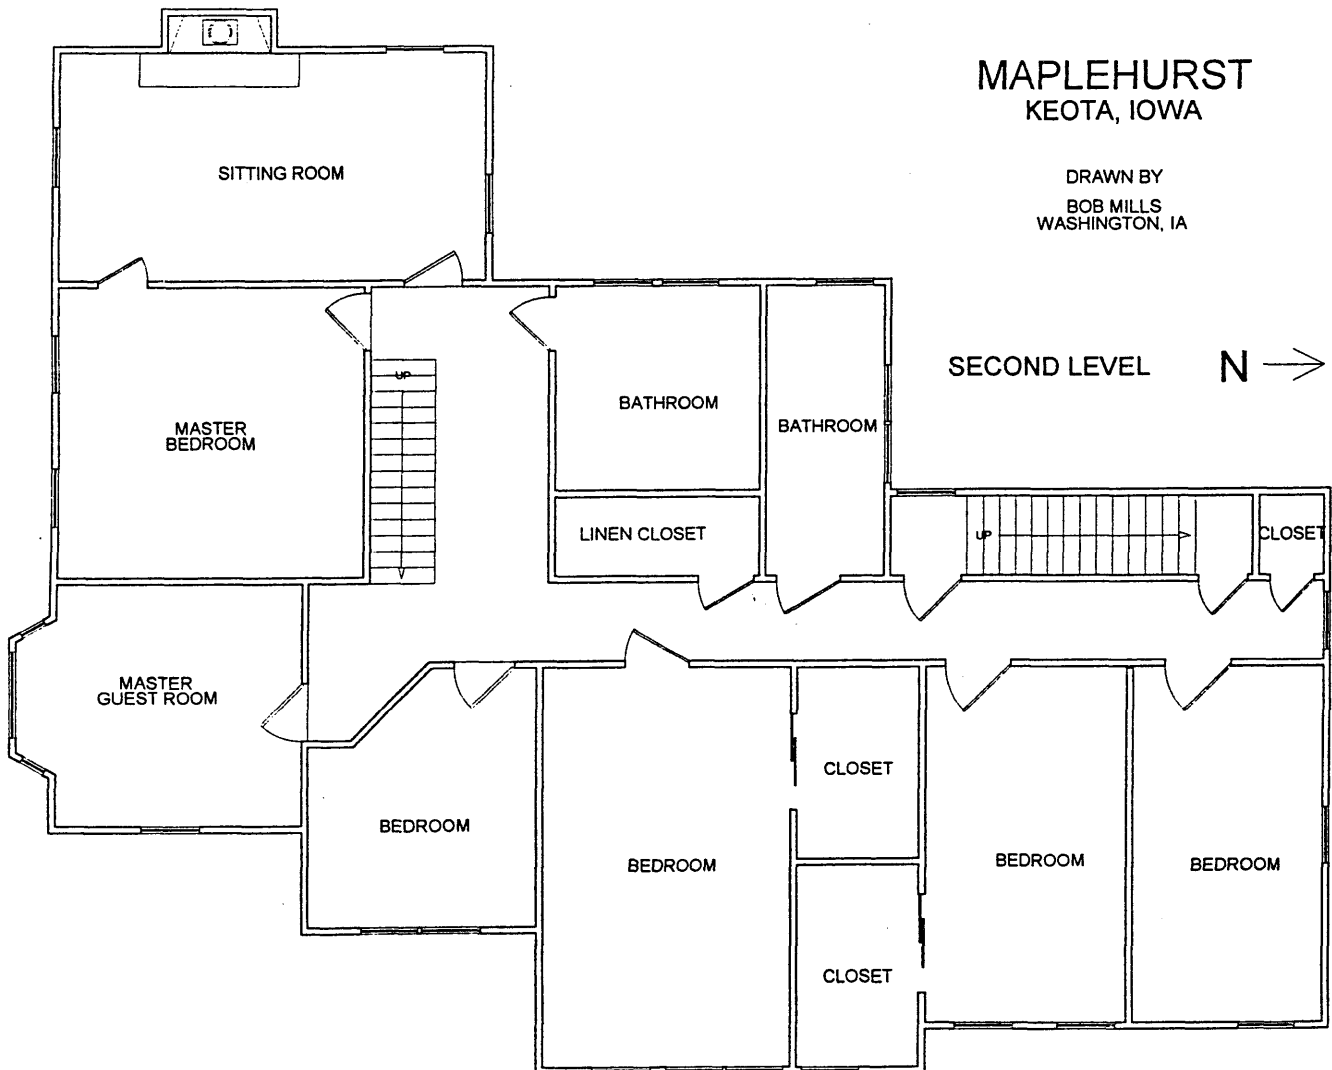 MAPLEHURST
KEOTA, IOWA
DRAWN BY
BOB MILLS
WASHINGTON, IA
SITTING ROOM
SECOND LEVEL
N
UP
MASTER
BEDROOM
BATHROOM
BATHROOM
LINEN CLOSET
UP
CLOSET
MASTER
GUEST ROOM
CLOSET
BEDROOM
BEDROOM
BEDROOM
BEDROOM
CLOSET